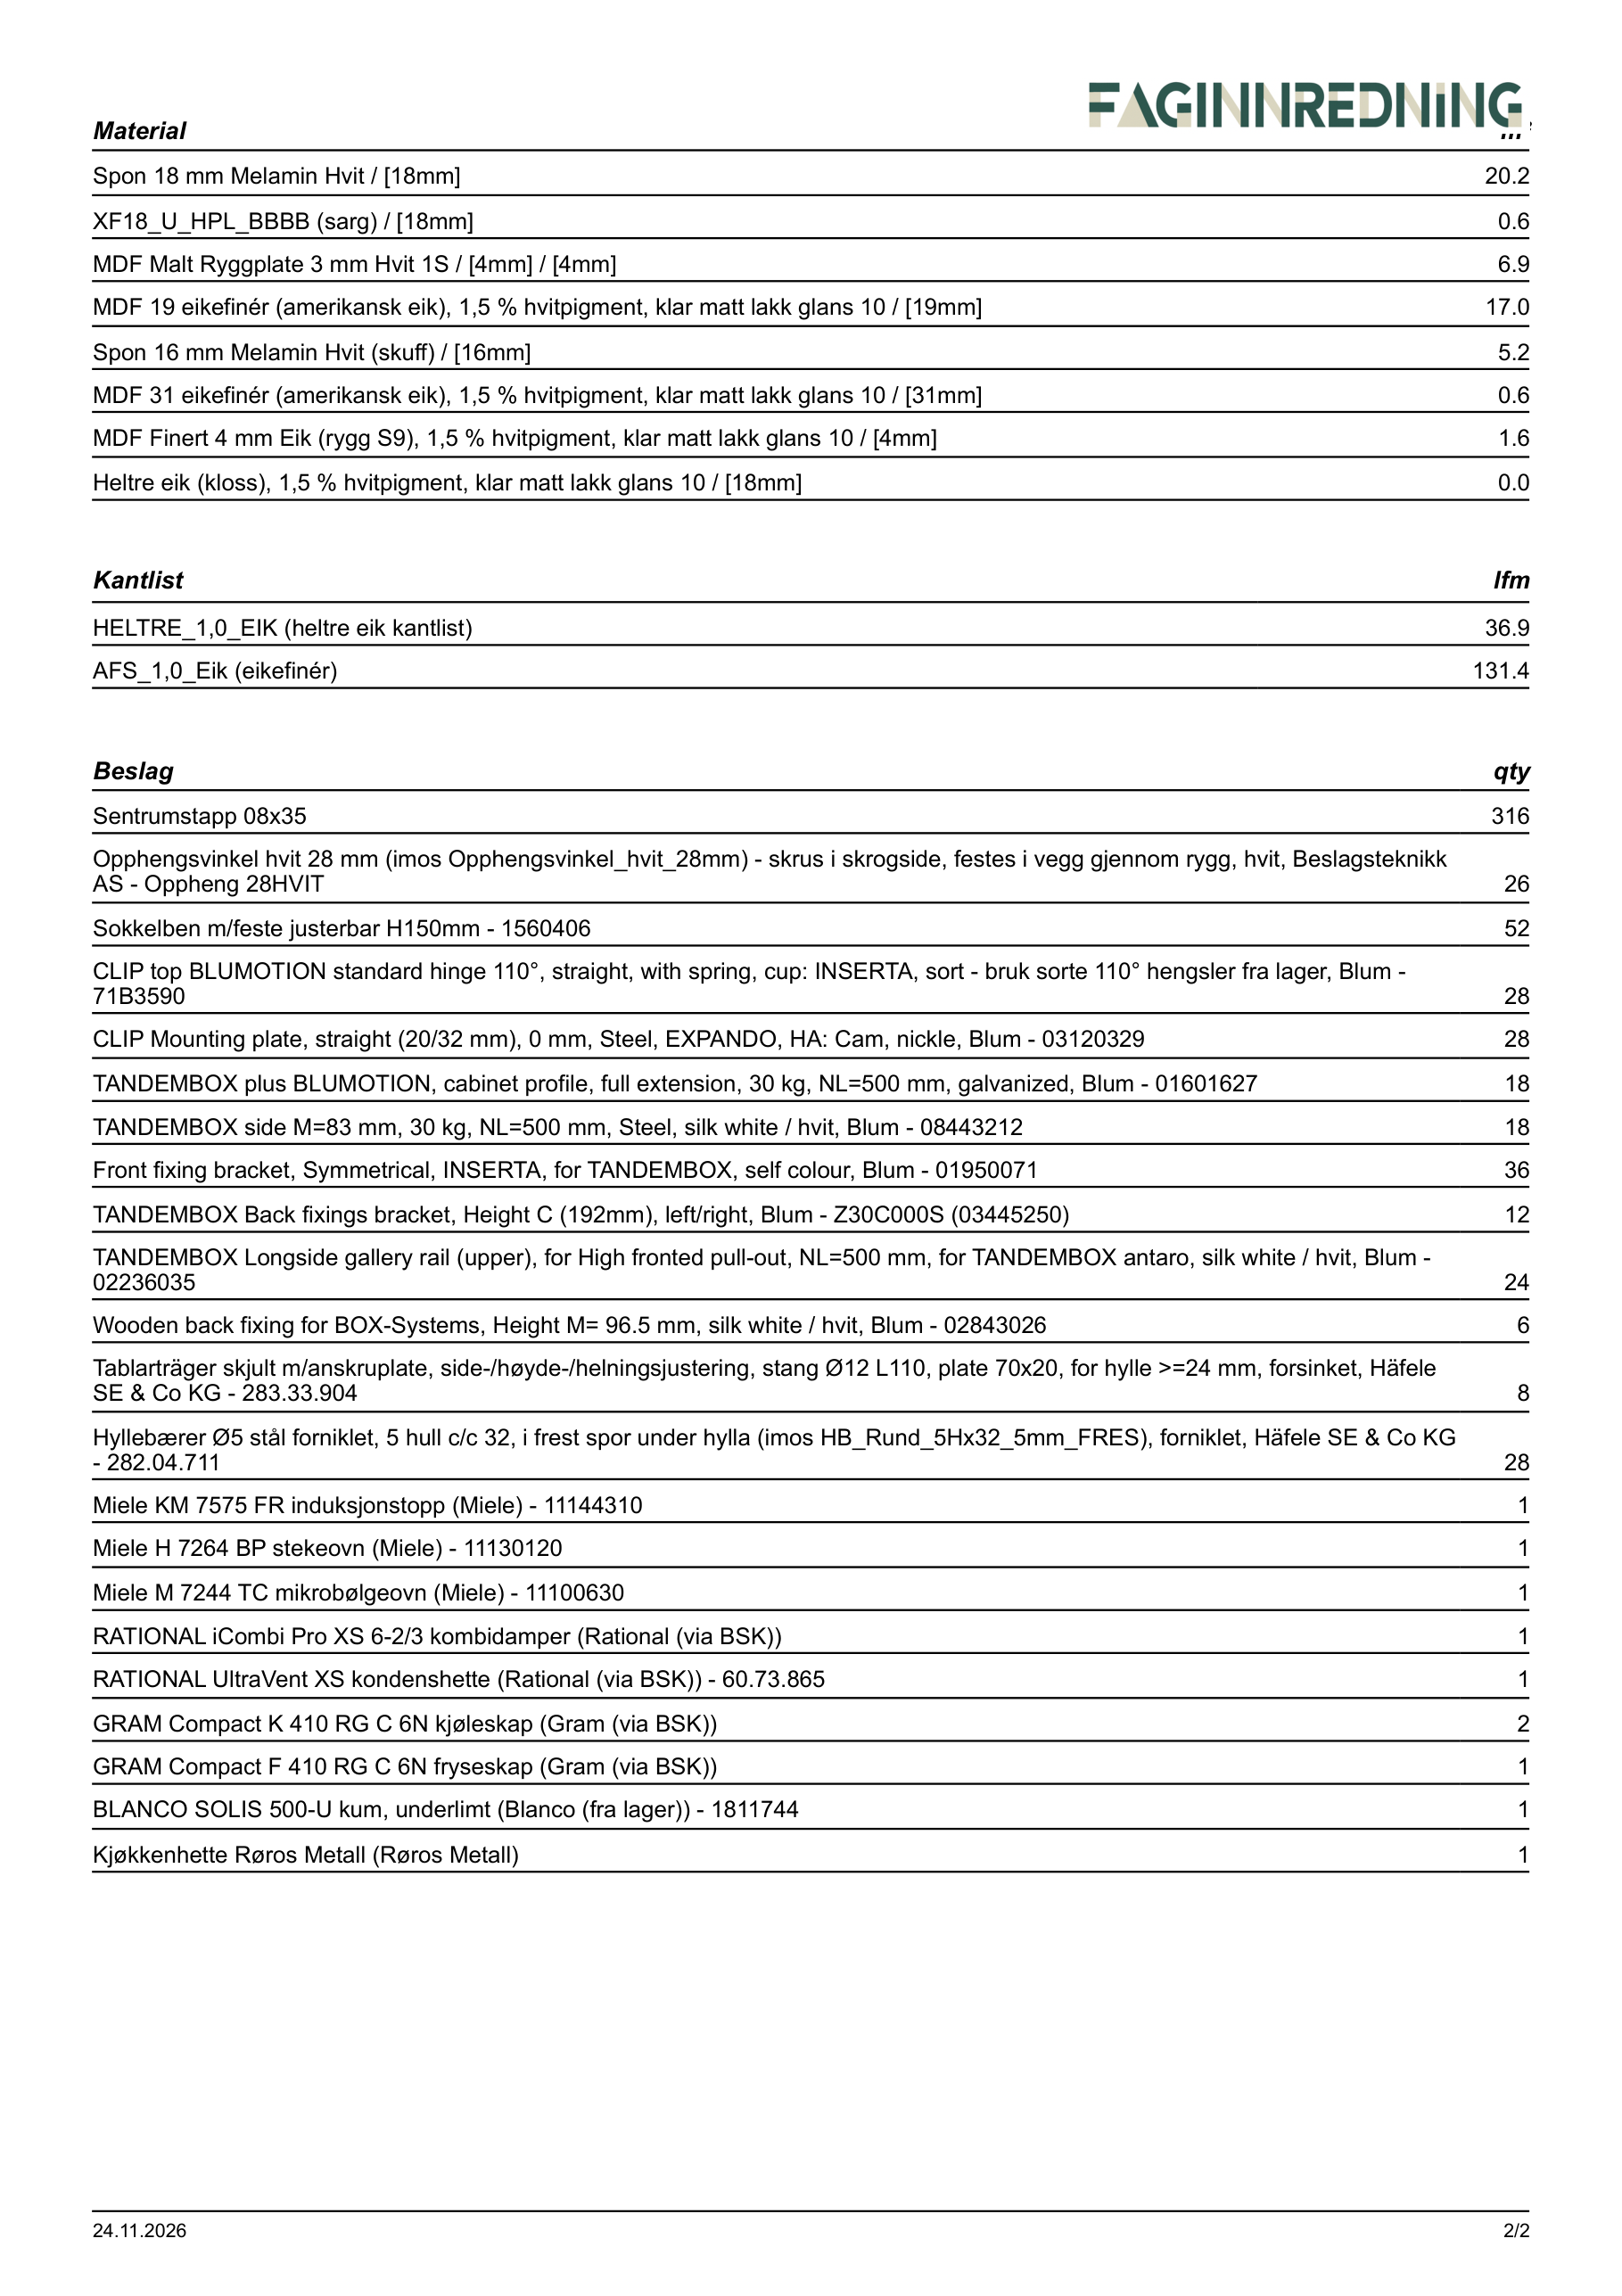 FAGINNREDNING
Material
Spon 18 mm Melamin Hvit / [18mm] 20.2
XF18_U_HPL_BBBB (sarg) / [18mm] 0.6
MDF Malt Ryggplate 3 mm Hvit 1S / [4mm] / [4mm] 6.9
MDF 19 eikefinér (amerikansk eik), 1,5 % hvitpigment, klar matt lakk glans 10 / [19mm] 17.0
Spon 16 mm Melamin Hvit (skuff) / [16mm] 5.2
MDF 31 eikefinér (amerikansk eik), 1,5 % hvitpigment, klar matt lakk glans 10 / [31mm] 0.6
MDF Finert 4 mm Eik (rygg S9), 1,5 % hvitpigment, klar matt lakk glans 10 / [4mm] 1.6
Heltre eik (kloss), 1,5 % hvitpigment, klar matt lakk glans 10 / [18mm] 0.0
Kantlist lfm
HELTRE_1,0_EIK (heltre eik kantlist) 36.9
AFS_1,0_Eik (eikefinér) 131.4
Beslag qty
Sentrumstapp 08x35 316
Opphengsvinkel hvit 28 mm (imos Opphengsvinkel_hvit_28mm) - skrus i skrogside, festes i vegg gjennom rygg, hvit, Beslagsteknikk
AS - Oppheng 28HVIT 26
Sokkelben m/feste justerbar H150mm - 1560406 52
CLIP top BLUMOTION standard hinge 110°, straight, with spring, cup: INSERTA, sort - bruk sorte 110° hengsler fra lager, Blum -
71B3590 28
CLIP Mounting plate, straight (20/32 mm), 0 mm, Steel, EXPANDO, HA: Cam, nickle, Blum - 03120329 28
TANDEMBOX plus BLUMOTION, cabinet profile, full extension, 30 kg, NL=500 mm, galvanized, Blum - 01601627 18
TANDEMBOX side M=83 mm, 30 kg, NL=500 mm, Steel, silk white / hvit, Blum - 08443212 18
Front fixing bracket, Symmetrical, INSERTA, for TANDEMBOX, self colour, Blum - 01950071 36
TANDEMBOX Back fixings bracket, Height C (192mm), left/right, Blum - Z30C000S (03445250) 12
TANDEMBOX Longside gallery rail (upper), for High fronted pull-out, NL=500 mm, for TANDEMBOX antaro, silk white / hvit, Blum -
02236035 24
Wooden back fixing for BOX-Systems, Height M= 96.5 mm, silk white / hvit, Blum - 02843026 6
Tablarträger skjult m/anskruplate, side-/høyde-/helningsjustering, stang Ø12 L110, plate 70x20, for hylle >=24 mm, forsinket, Häfele
SE & Co KG - 283.33.904 8
Hyllebærer Ø5 stål forniklet, 5 hull c/c 32, i frest spor under hylla (imos HB_Rund_5Hx32_5mm_FRES), forniklet, Häfele SE & Co KG
- 282.04.711 28
Miele KM 7575 FR induksjonstopp (Miele) - 11144310 1
Miele H 7264 BP stekeovn (Miele) - 11130120 1
Miele M 7244 TC mikrobølgeovn (Miele) - 11100630 1
RATIONAL iCombi Pro XS 6-2/3 kombidamper (Rational (via BSK)) 1
RATIONAL UltraVent XS kondenshette (Rational (via BSK)) - 60.73.865 1
GRAM Compact K 410 RG C 6N kjøleskap (Gram (via BSK)) 2
GRAM Compact F 410 RG C 6N fryseskap (Gram (via BSK)) 1
BLANCO SOLIS 500-U kum, underlimt (Blanco (fra lager)) - 1811744 1
Kjøkkenhette Røros Metall (Røros Metall) 1
24.11.2026 2/2